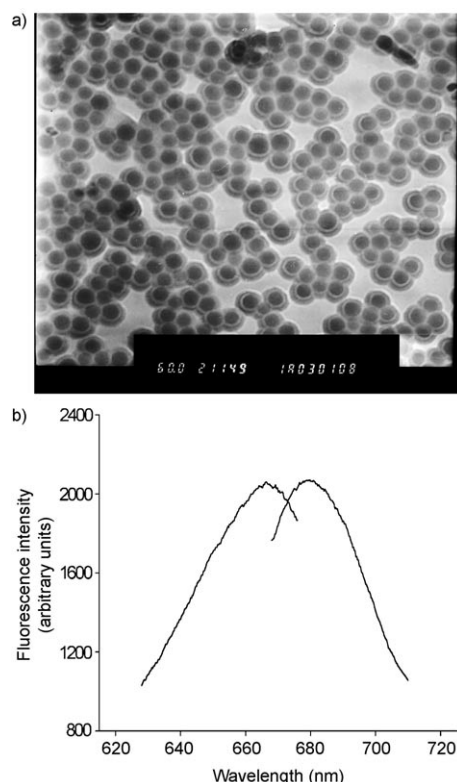 a)
60.0 21149 1A030108
b)
Fluorescence intensity
(arbitrary units)
2400
2000
1600
1200
800
620 640 660 680 700 720
Wavelength (nm)